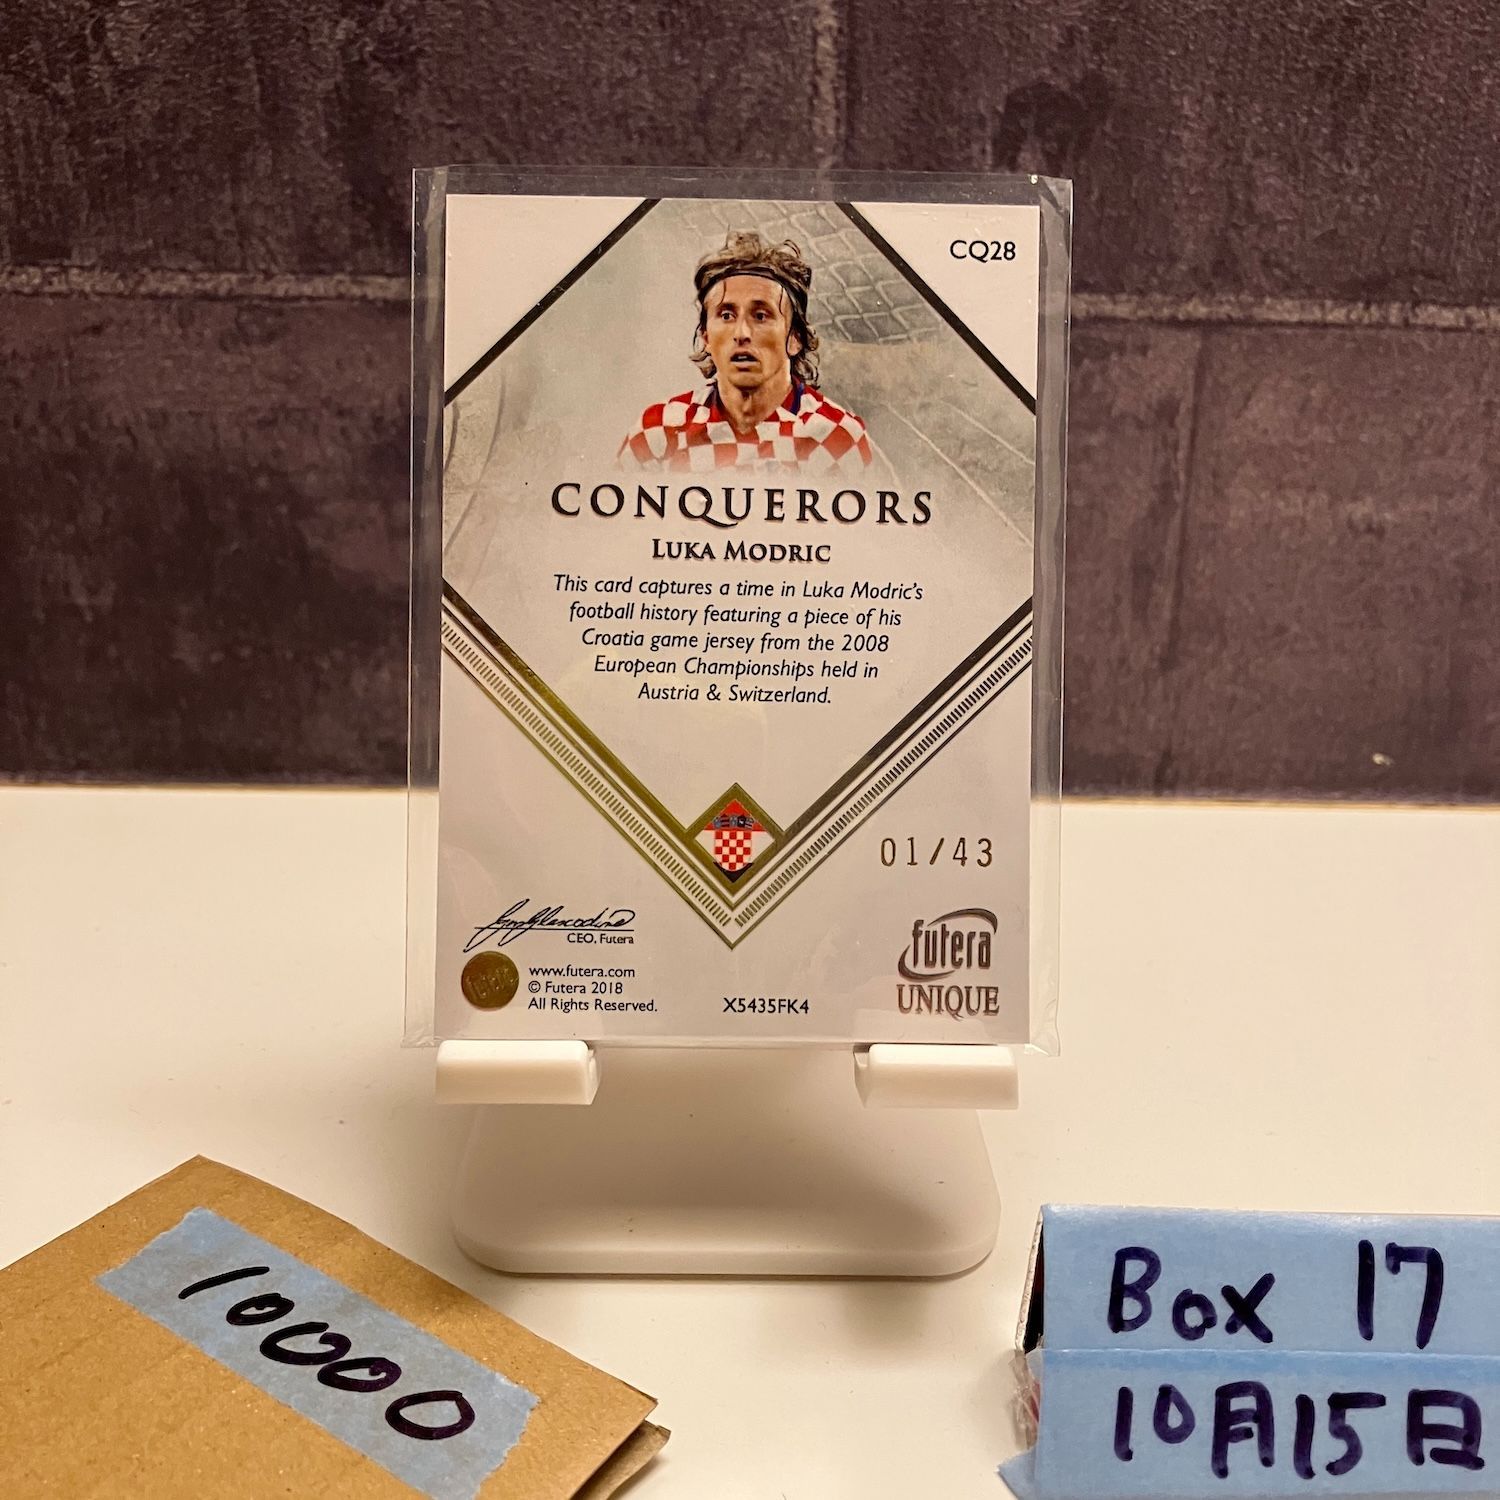 CQ28
CONQUERORS
LUKA MODRIC
This card captures a time in Luka Modric's
football history featuring a piece of his
Croatia game jersey from the 2008
European Championships held in
Austria & Switzerland.
01/43
CEO, Futera
www.futera.com
© Futera 2018
All Rights Reserved.
X5435FK4
futera
UNIQUE
10000
Box 17
10月15日